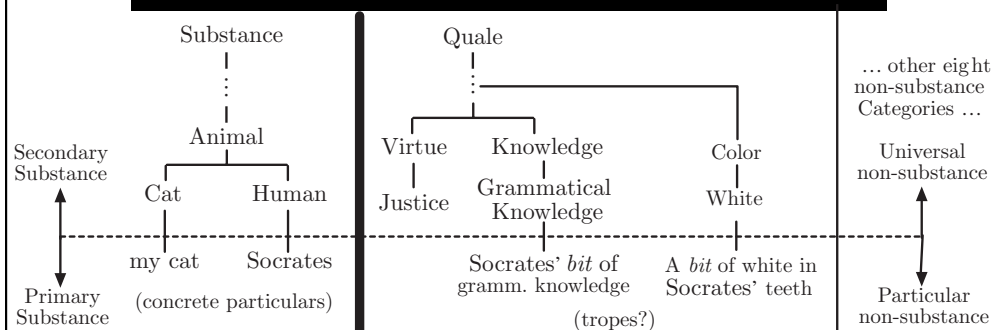 Substance
⋮
Animal
Cat Human
my cat Socrates
(concrete particulars)
Secondary
Substance
Primary
Substance
Quale
⋮
Virtue Knowledge
Justice
Grammatical
Knowledge
Color
White
Socrates' bit of
gramm. knowledge
A bit of white in
Socrates' teeth
(tropes?)
... other eight
non-substance
Categories ...
Universal
non-substance
Particular
non-substance